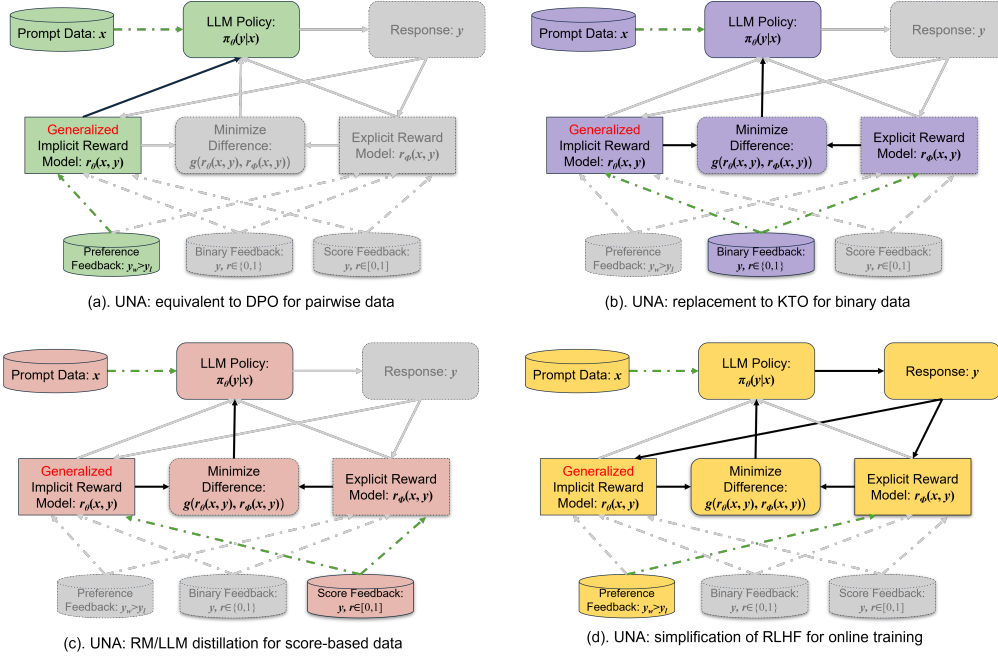 Prompt Data: x
LLM Policy:
πθ(y|x)
Response: y
Generalized
Implicit Reward
Model: rθ(x, y)
Minimize
Difference:
g(rθ(x, y), rΦ(x, y))
Explicit Reward
Model: rΦ(x, y)
Preference
Feedback: yw>yl
Binary Feedback:
y, r∈{0,1}
Score Feedback:
y, r∈[0,1]
(a). UNA: equivalent to DPO for pairwise data
Prompt Data: x
LLM Policy:
πθ(y|x)
Response: y
Generalized
Implicit Reward
Model: rθ(x, y)
Minimize
Difference:
g(rθ(x, y), rΦ(x, y))
Explicit Reward
Model: rΦ(x, y)
Preference
Feedback: yw>yl
Binary Feedback:
y, r∈{0,1}
Score Feedback:
y, r∈[0,1]
(b). UNA: replacement to KTO for binary data
Prompt Data: x
LLM Policy:
πθ(y|x)
Response: y
Generalized
Implicit Reward
Model: rθ(x, y)
Minimize
Difference:
g(rθ(x, y), rΦ(x, y))
Explicit Reward
Model: rΦ(x, y)
Preference
Feedback: yw>yl
Binary Feedback:
y, r∈{0,1}
Score Feedback:
y, r∈[0,1]
(c). UNA: RM/LLM distillation for score-based data
Prompt Data: x
LLM Policy:
πθ(y|x)
Response: y
Generalized
Implicit Reward
Model: rθ(x, y)
Minimize
Difference:
g(rθ(x, y), rΦ(x, y))
Explicit Reward
Model: rΦ(x, y)
Preference
Feedback: yw>yl
Binary Feedback:
y, r∈{0,1}
Score Feedback:
y, r∈[0,1]
(d). UNA: simplification of RLHF for online training